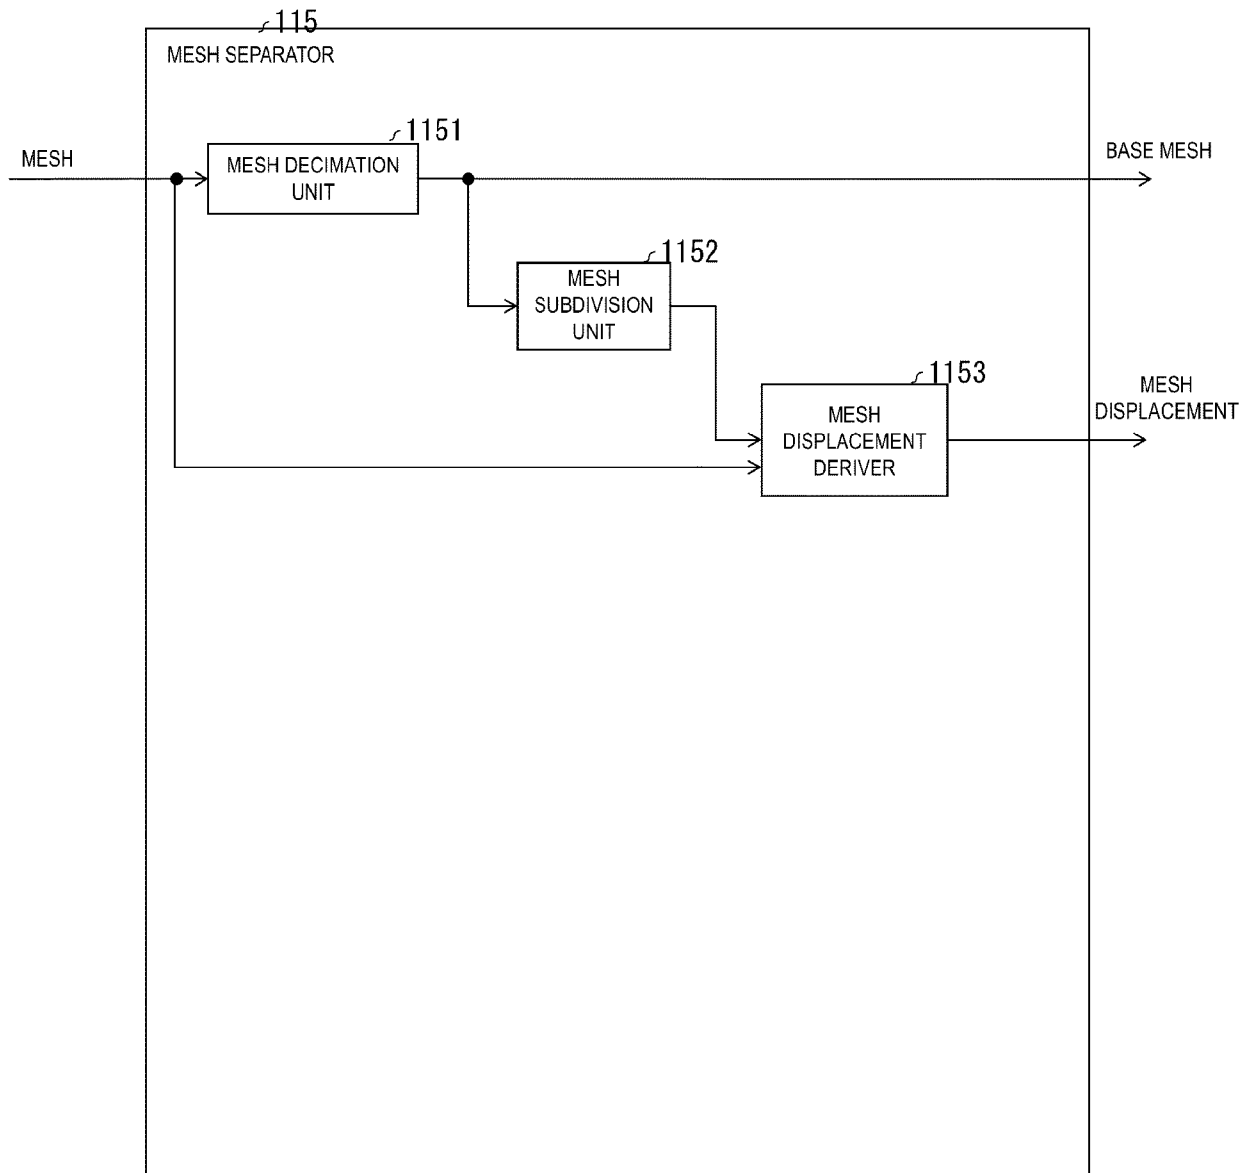 115
MESH SEPARATOR
1151
MESH
MESH DECIMATION
UNIT
BASE MESH
1152
MESH
SUBDIVISION
UNIT
1153
MESH
DISPLACEMENT
DERIVER
MESH
DISPLACEMENT